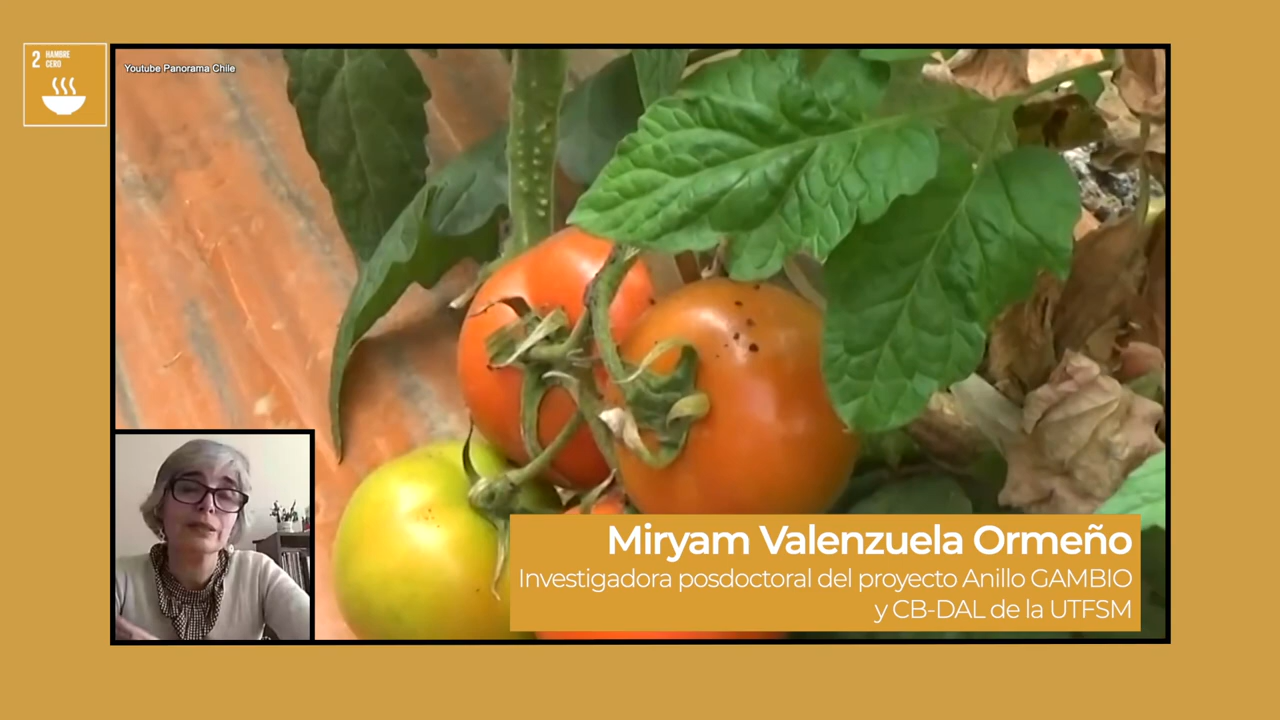 2 HAMBRE
CERO
Youtube Panorama Chile
Miryam Valenzuela Ormeño
Investigadora posdoctoral del proyecto Anillo GAMBIO
y CB-DAL de la UTFSM